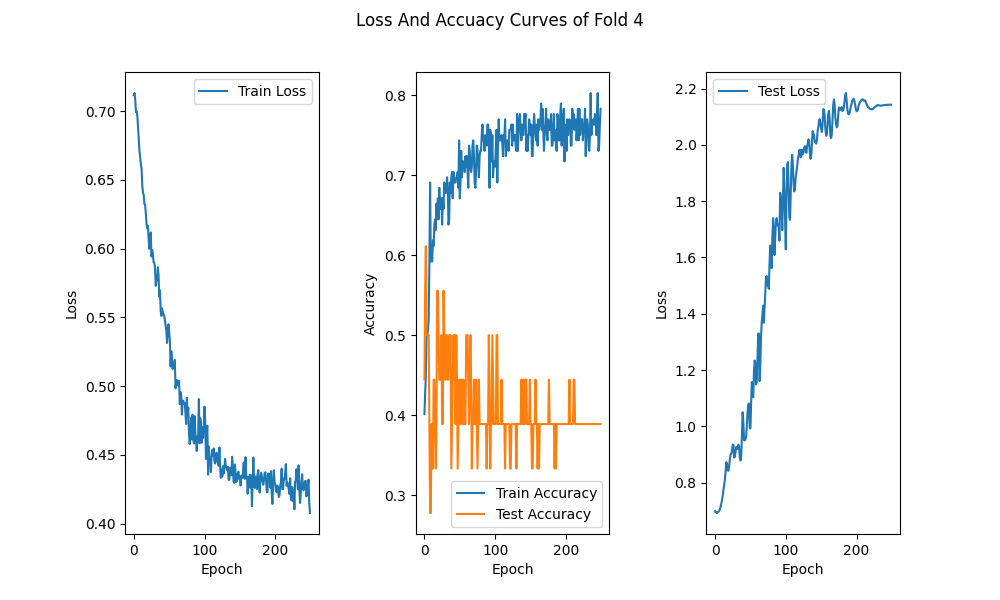 Loss And Accuacy Curves of Fold 4
Loss
0.70
0.65
0.60
0.55
0.50
0.45
0.40
Train Loss
0 100 200
Epoch
Accuracy
0.8
0.7
0.6
0.5
0.4
0.3
Train Accuracy
Test Accuracy
0 100 200
Epoch
Loss
2.2
2.0
1.8
1.6
1.4
1.2
1.0
0.8
Test Loss
0 100 200
Epoch